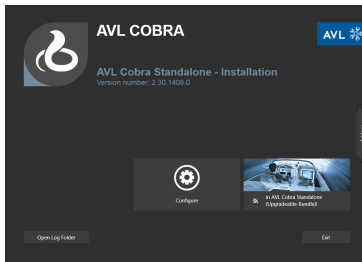 AVL COBRA
AVL
AVL Cobra Standalone - Installation
Version number: 2.30.1408.0
Configure
in AVL Cobra Standalone
(Upgradeable-Bundle)!
Open Log Folder
Exit